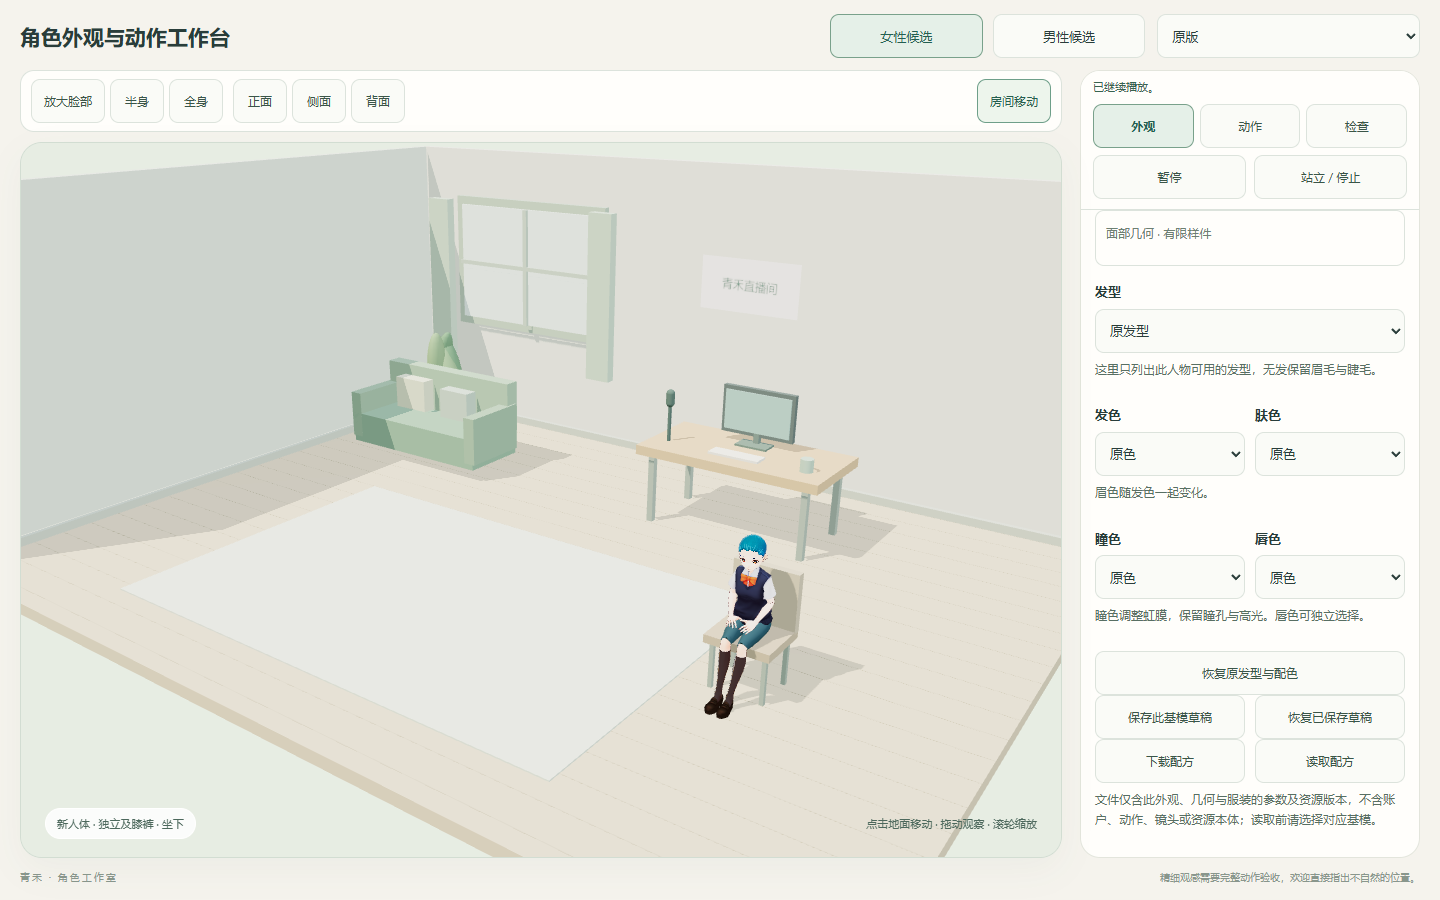 角色外观与动作工作台
女性候选
男性候选
原版
放大脸部
半身
全身
正面
侧面
背面
房间移动
已继续播放。
外观
动作
检查
暂停
站立 / 停止
面部几何 · 有限样件
发型
原发型
这里只列出此人物可用的发型，无发保留眉毛与睫毛。
发色
肤色
原色
原色
眉色随发色一起变化。
瞳色
唇色
原色
原色
瞳色调整虹膜，保留瞳孔与高光。唇色可独立选择。
恢复原发型与配色
保存此基模草稿
恢复已保存草稿
下载配方
读取配方
文件仅含此外观、几何与服装的参数及资源版本，不含账
户、动作、镜头或资源本体；读取前请选择对应基模。
青禾直播间
新人体 · 独立及膝裤 · 坐下
点击地面移动 · 拖动观察 · 滚轮缩放
青禾 · 角色工作室
精细观感需要完整动作验收，欢迎直接指出不自然的位置。